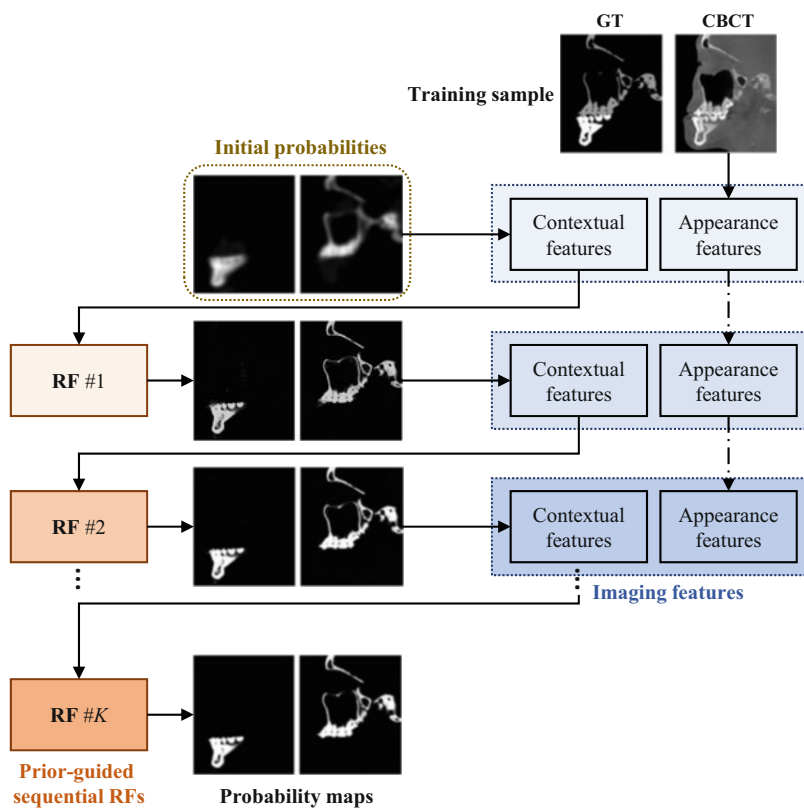 GT CBCT
Training sample
Initial probabilities
Contextual features
Appearance features
RF #1
Contextual features
Appearance features
RF #2
Contextual features
Appearance features
Imaging features
RF #K
Prior-guided sequential RFs
Probability maps